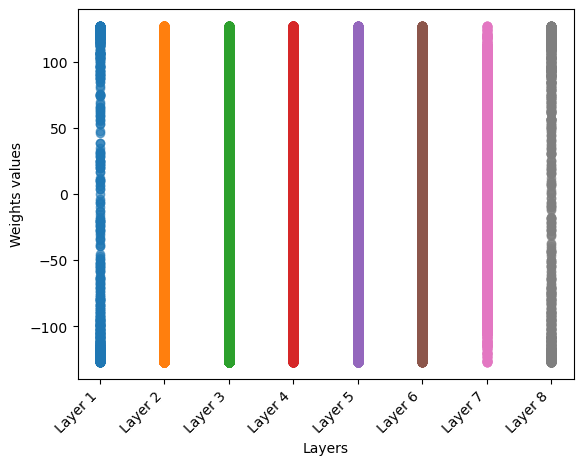 Weights values
100
50
0
−50
−100
Layer 1
Layer 2
Layer 3
Layer 4
Layer 5
Layer 6
Layer 7
Layer 8
Layers